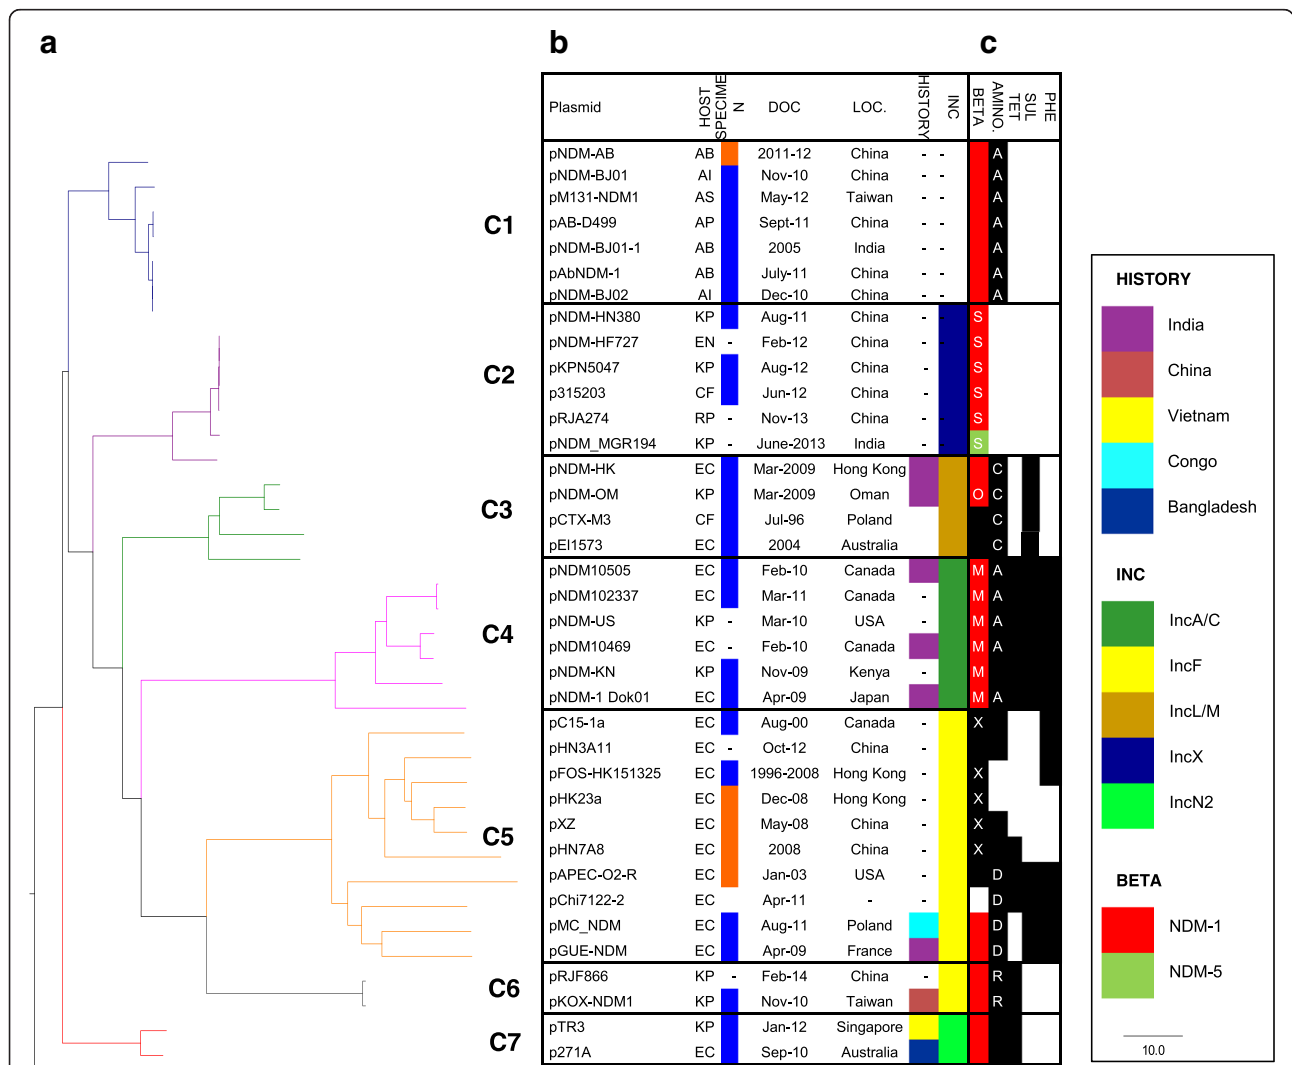 a b c
Plasmid HOST SPECIMEN DOC LOC. HISTORY INC BETA AMINO. TET SUL PHE
pNDM-AB AB 2011-12 China - - A
pNDM-BJ01 AI Nov-10 China - - A
pM131-NDM1 AS May-12 Taiwan - - A
pAB-D499 AP Sept-11 China - - A
C1
pNDM-BJ01-1 AB 2005 India - - A
pAbNDM-1 AB July-11 China - - A
pNDM-BJ02 AI Dec-10 China - - A
pNDM-HN380 KP Aug-11 China - - S
pNDM-HF727 EN - Feb-12 China - - S
pKPN5047 KP Aug-12 China - S
C2
p315203 CF Jun-12 China - - S
pRJA274 RP - Nov-13 China - S
pNDM_MGR194 KP - June-2013 India - - S
pNDM-HK EC Mar-2009 Hong Kong C
pNDM-OM KP Mar-2009 Oman O C
C3
pCTX-M3 CF Jul-96 Poland C
pEl1573 EC 2004 Australia C
pNDM10505 EC Feb-10 Canada M A
pNDM102337 EC Mar-11 Canada - M A
pNDM-US KP - Mar-10 USA - M A
C4
pNDM10469 EC - Feb-10 Canada M A
pNDM-KN KP Nov-09 Kenya - M
pNDM-1 Dok01 EC Apr-09 Japan M A
pC15-1a EC Aug-00 Canada - X
pHN3A11 EC - Oct-12 China -
pFOS-HK151325 EC 1996-2008 Hong Kong - X
pHK23a EC Dec-08 Hong Kong - X
pXZ EC May-08 China - X
C5
pHN7A8 EC 2008 China - X
pAPEC-O2-R EC Jan-03 USA - D
pChi7122-2 EC Apr-11 - - D
pMC_NDM EC Aug-11 Poland D
pGUE-NDM EC Apr-09 France D
pRJF866 KP - Feb-14 China - R
C6
pKOX-NDM1 KP Nov-10 Taiwan R
pTR3 KP Jan-12 Singapore
C7
p271A EC Sep-10 Australia
HISTORY
India
China
Vietnam
Congo
Bangladesh
INC
IncA/C
IncF
IncL/M
IncX
IncN2
BETA
NDM-1
NDM-5
10.0